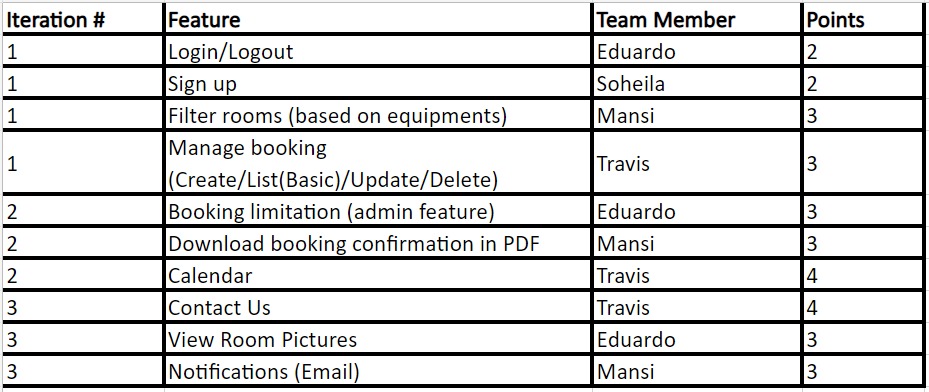 Iteration # Feature Team Member Points
1 Login/Logout Eduardo 2
1 Sign up Soheila 2
1 Filter rooms (based on equipments) Mansi 3
1 Manage booking
(Create/List(Basic)/Update/Delete) Travis 3
2 Booking limitation (admin feature) Eduardo 3
2 Download booking confirmation in PDF Mansi 3
2 Calendar Travis 4
3 Contact Us Travis 4
3 View Room Pictures Eduardo 3
3 Notifications (Email) Mansi 3